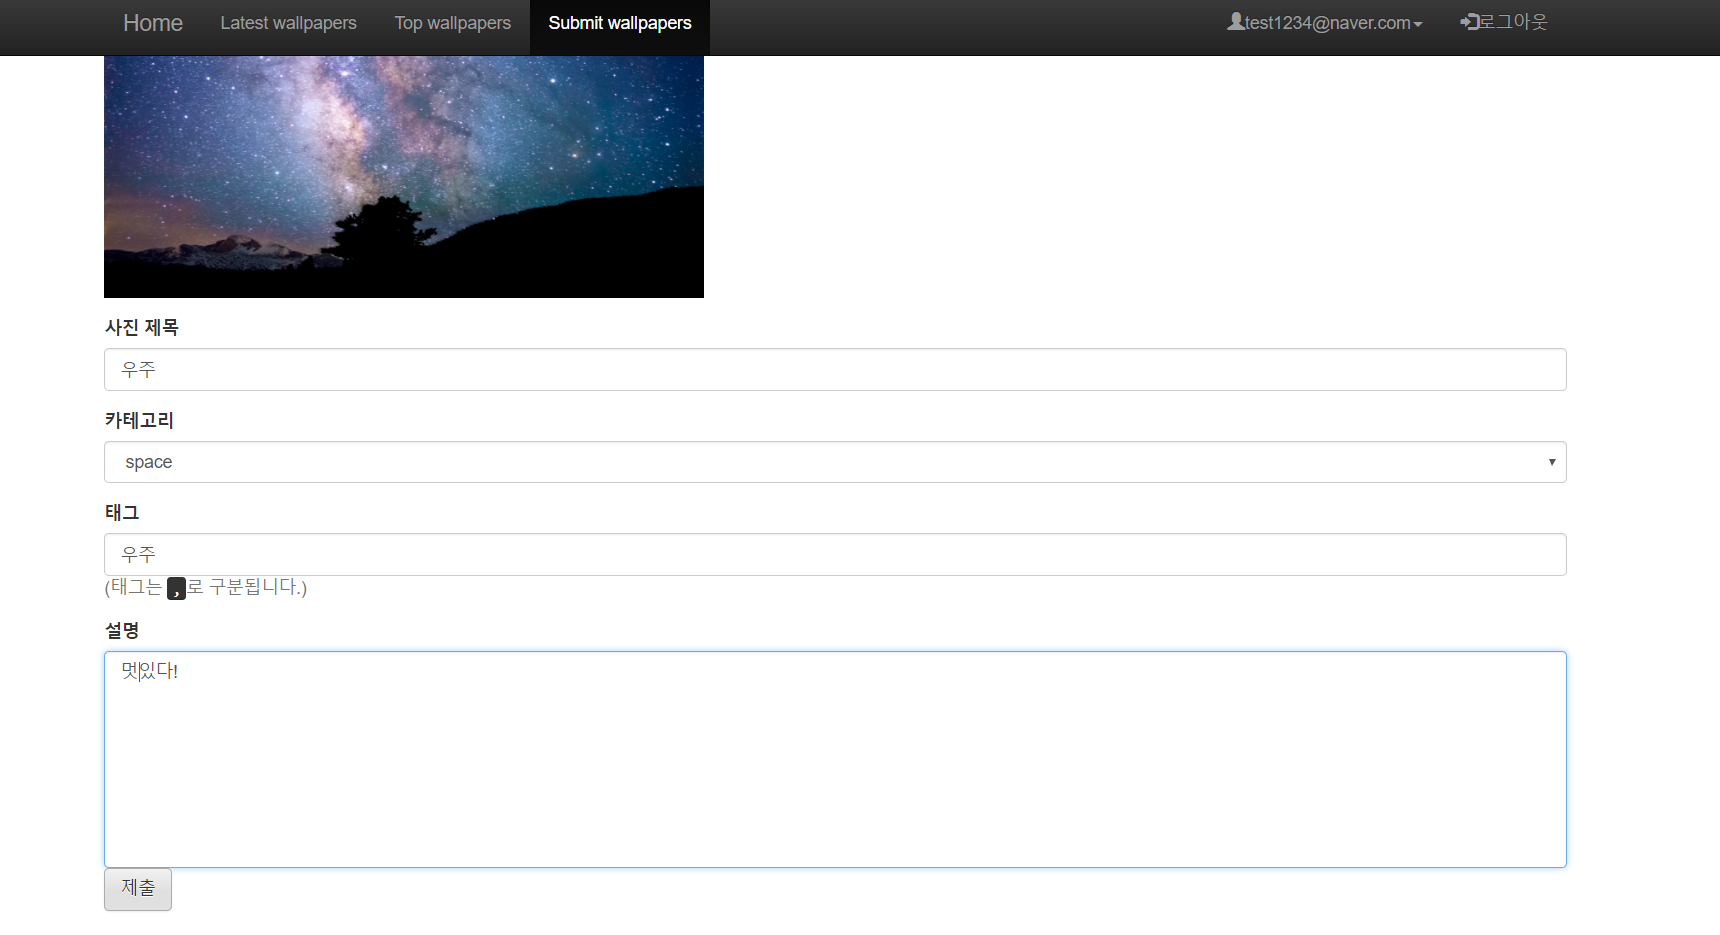 Home Latest wallpapers Top wallpapers Submit wallpapers test1234@naver.com 로그아웃
사진 제목
우주
카테고리
space
태그
우주
(태그는 , 로 구분됩니다.)
설명
멋있다!
제출